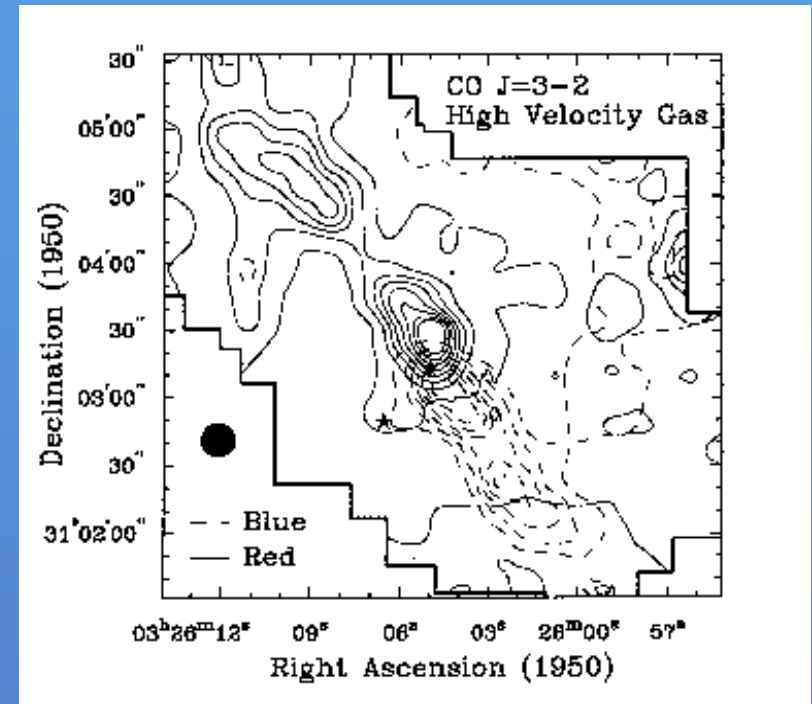 CO J=3-2
High Velocity Gas
30"
05'00"
30"
04'00"
30"
03'00"
30"
31°02'00"
Declination (1950)
Blue
Red
03ʰ26ᵐ12ˢ 09ˢ 06ˢ 03ˢ 26ᵐ00ˢ 57ˢ
Right Ascension (1950)